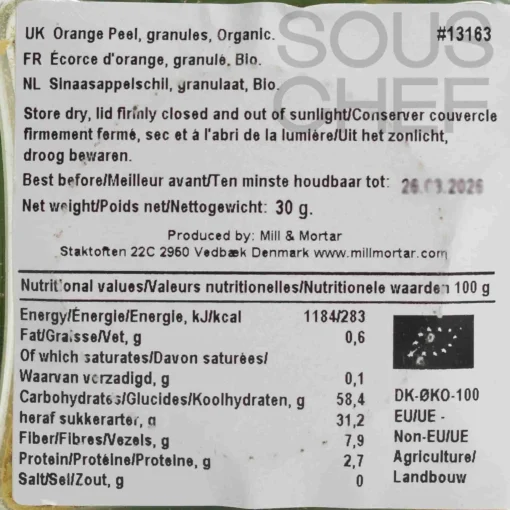 SOUS
CHEF
UK Orange Peel, granules, Organic. #13163
FR Écorce d'orange, granulé, Bio.
NL Sinaasappelschil, granulaat, Bio.
Store dry, lid firmly closed and out of sunlight/Conserver couvercle
firmement fermé, sec et à l'abri de la lumière/Uit het zonlicht,
droog bewaren.
Best before/Meilleur avant/Ten minste houdbaar tot: 26.03.2026
Net weight/Poids net/Nettogewicht: 30 g.
Produced by: Mill & Mortar
Staktoften 22C 2950 Vedbæk Denmark www.millmortar.com
Nutritional values/Valeurs nutritionelles/Nutritionele waarden 100 g
Energy/Énergie/Energie, kJ/kcal 1184/283
Fat/Graisse/Vet, g 0,6
Of which saturates/Davon saturées/
Waarvan verzadigd, g 0,1
Carbohydrates/Glucides/Koolhydraten, g 58,4
heraf sukkerarter, g 31,2
Fiber/Fibres/Vezels, g 7,9
Protein/Protéine/Proteïne, g 2,7
Salt/Sel/Zout, g 0
DK-ØKO-100
EU/UE -
Non-EU/UE
Agriculture/
Landbouw